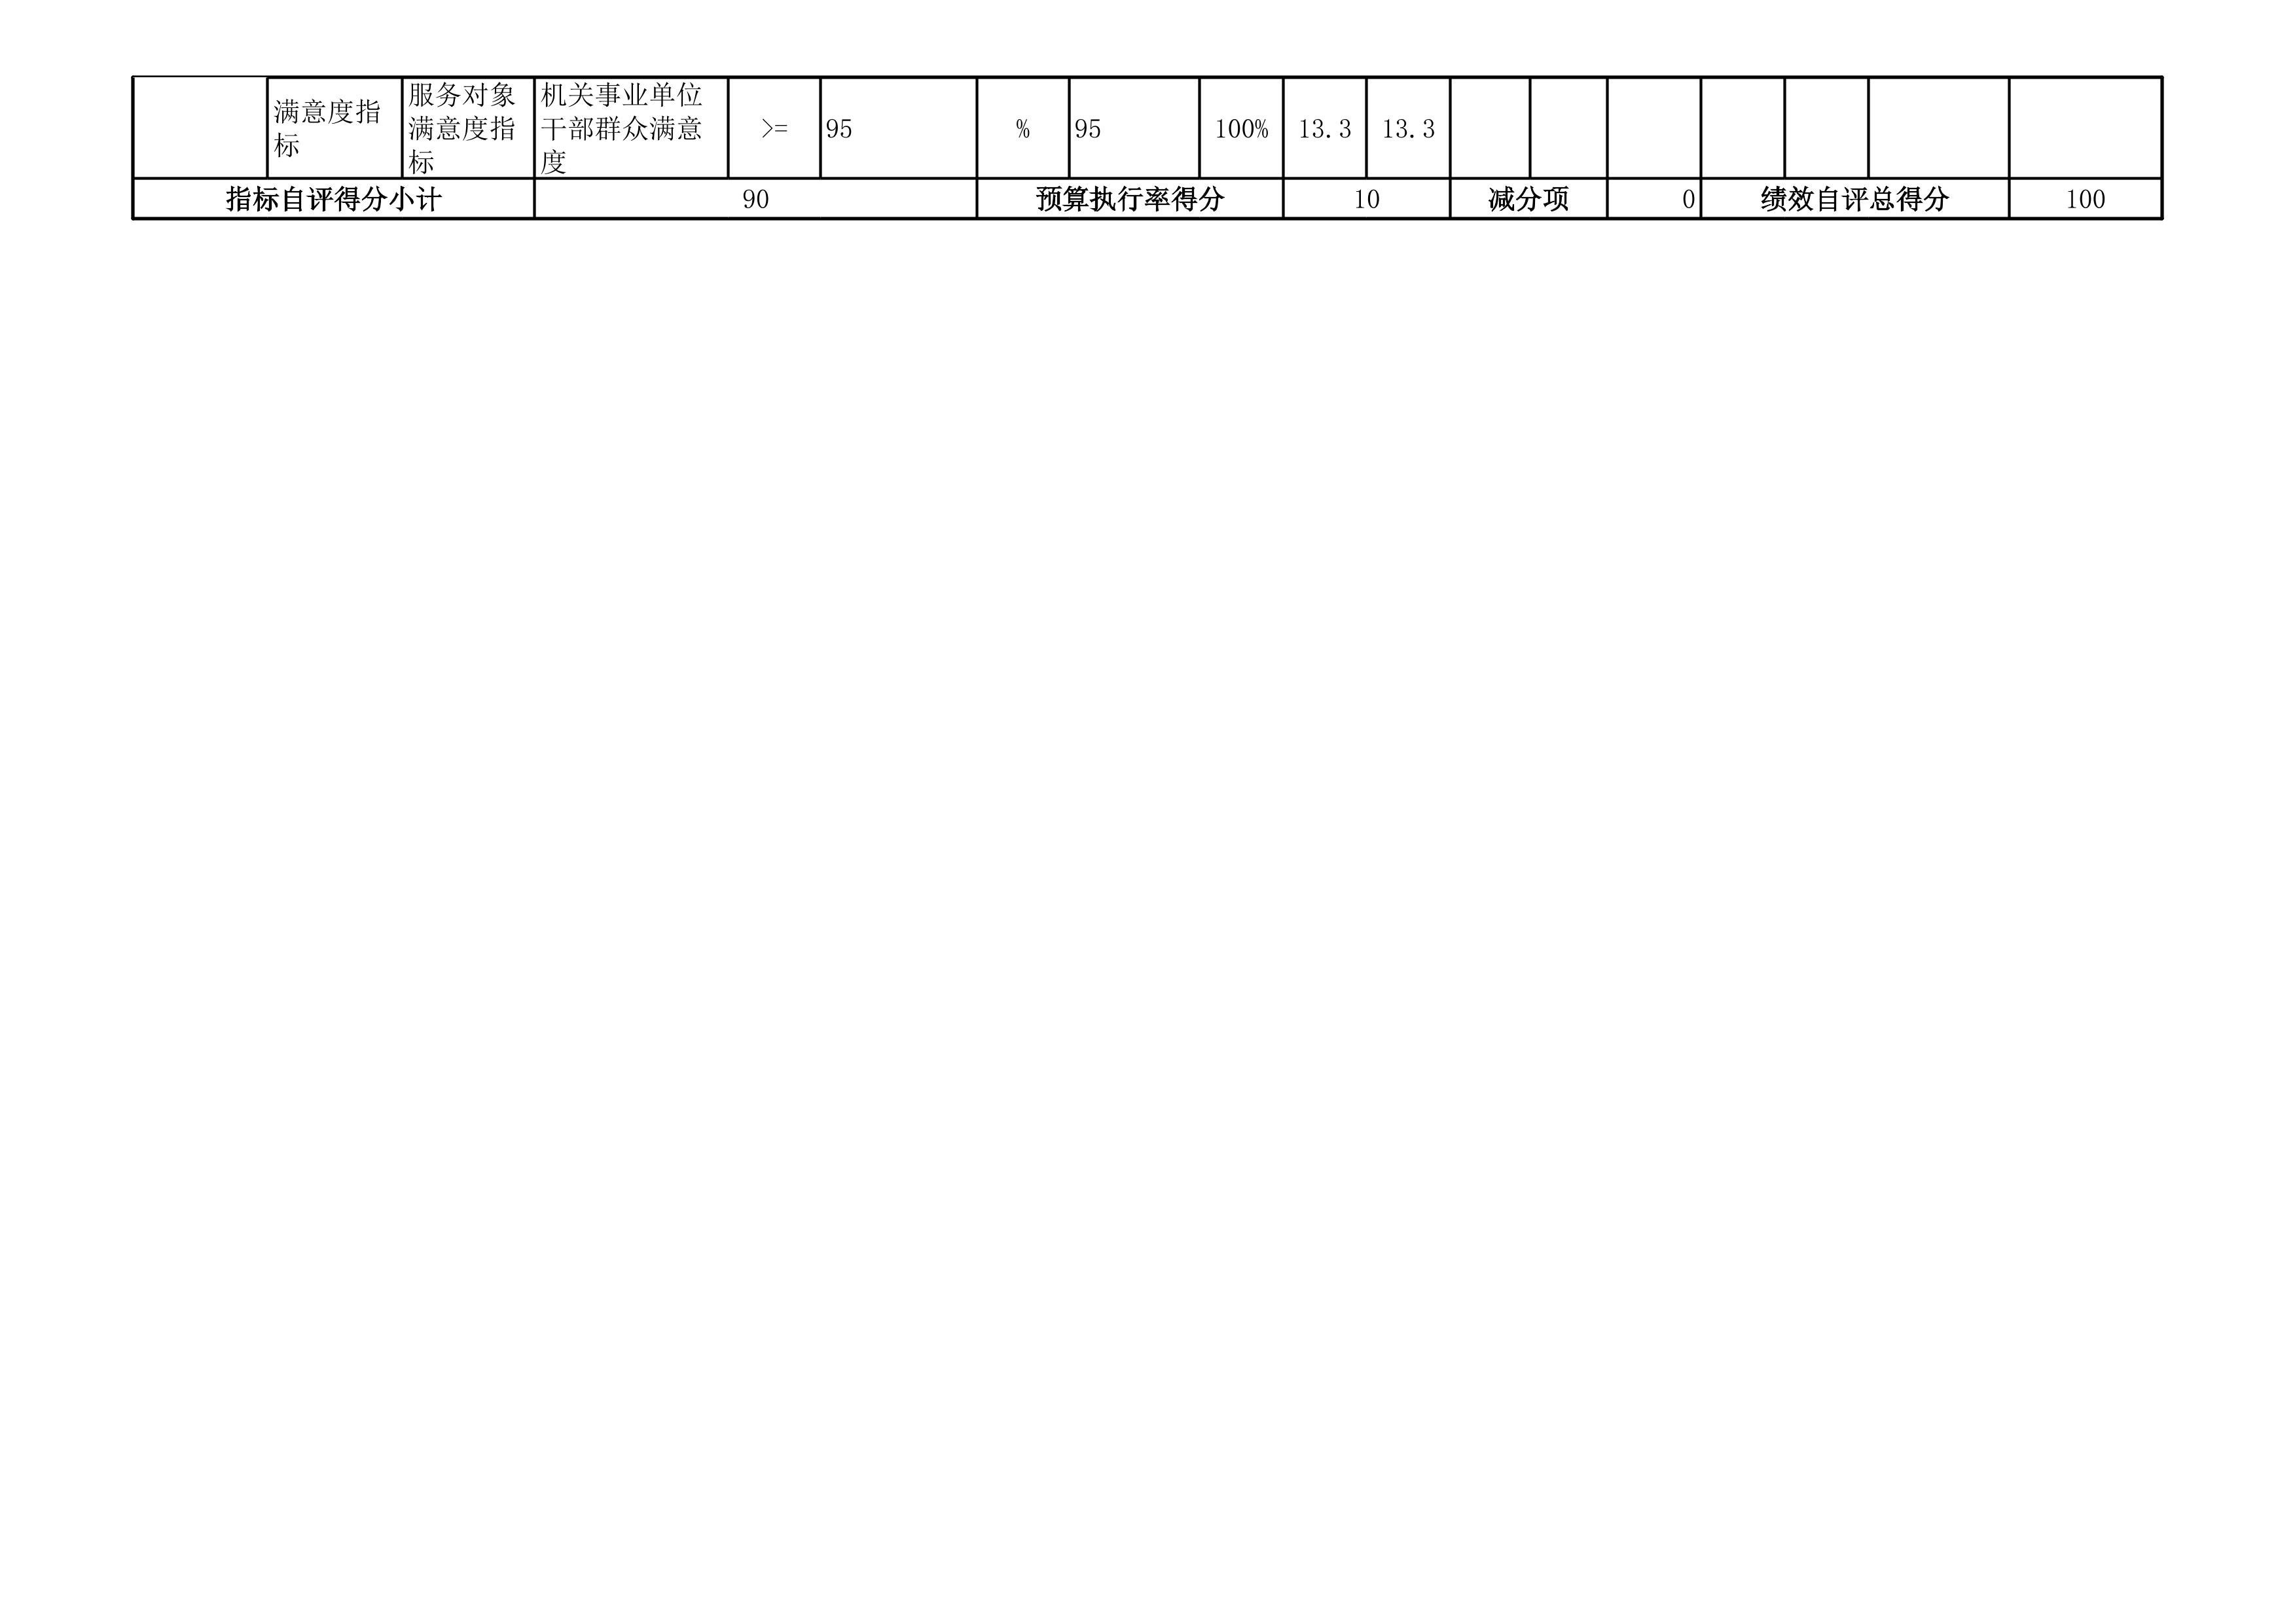 满意度指
标
服务对象
满意度指
标
机关事业单位
干部群众满意
度
>=
95
%
95
100%
13.3
13.3
指标自评得分小计
90
预算执行率得分
10
减分项
0
绩效自评总得分
100